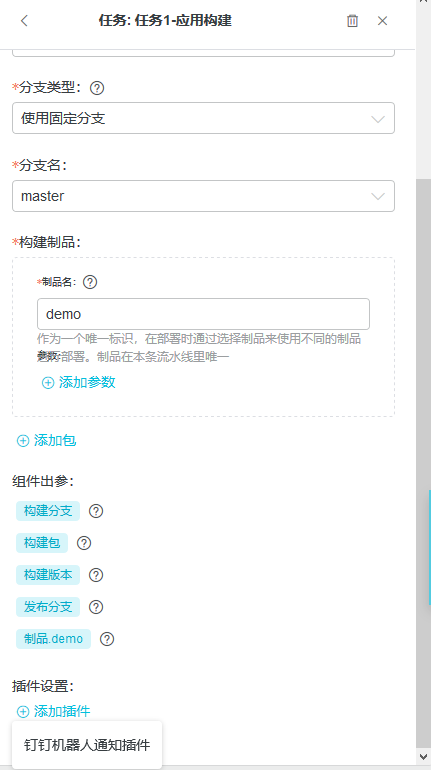 任务: 任务1-应用构建
*分支类型：
使用固定分支
*分支名：
master
*构建制品：
*制品名：
demo
作为一个唯一标识，在部署时通过选择制品来使用不同的制品
进行部署。制品在本条流水线里唯一
参数:
添加参数
添加包
组件出参：
构建分支
构建包
构建版本
发布分支
制品.demo
插件设置：
添加插件
钉钉机器人通知插件